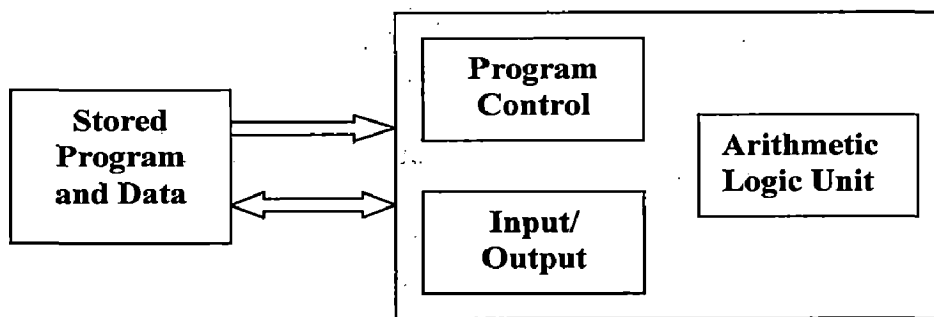 Stored
Program
and Data
Program
Control
Input/
Output
Arithmetic
Logic Unit